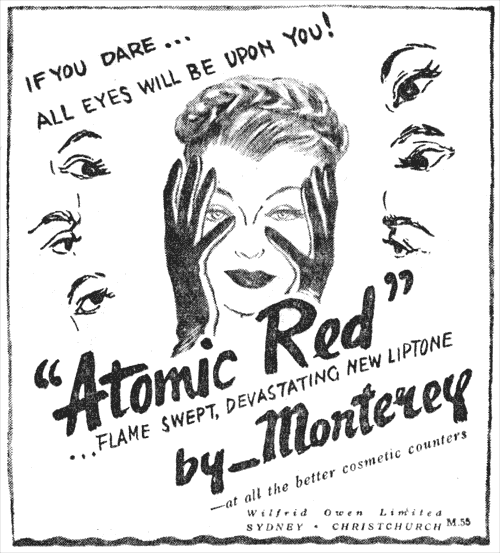 IF YOU DARE ...
ALL EYES WILL BE UPON YOU!
"Atomic Red"
...FLAME SWEPT, DEVASTATING NEW LIPTONE
by—Monterey
—at all the better cosmetic counters
Wilfrid Owen Limited
SYDNEY - CHRISTCHURCH M.55